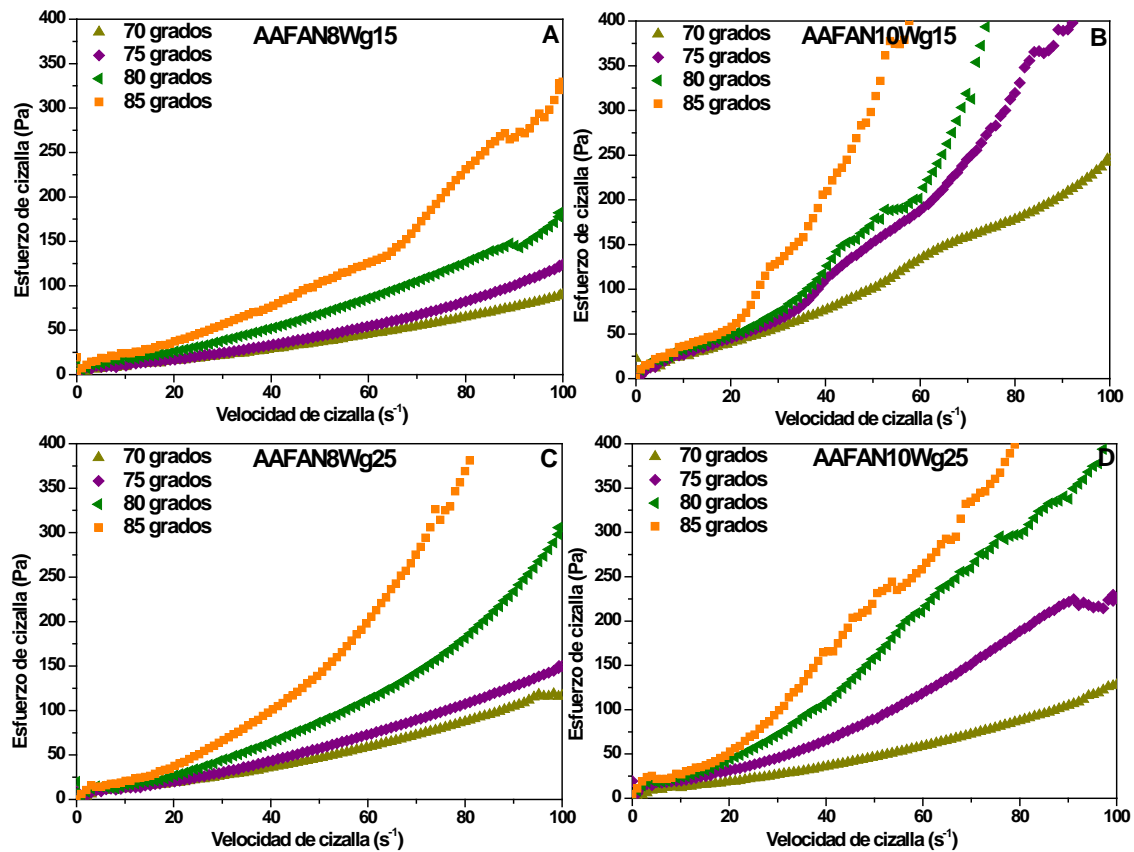 AAFAN8Wg15
A
70 grados
75 grados
80 grados
85 grados
Esfuerzo de cizalla (Pa)
400
350
300
250
200
150
100
50
0
0 20 40 60 80 100
Velocidad de cizalla (s-1)
AAFAN10Wg15
B
70 grados
75 grados
80 grados
85 grados
Esfuerzo de cizalla (Pa)
400
350
300
250
200
150
100
50
0
0 20 40 60 80 100
Velocidad de cizalla (s-1)
AAFAN8Wg25
C
70 grados
75 grados
80 grados
85 grados
Esfuerzo de cizalla (Pa)
400
350
300
250
200
150
100
50
0
0 20 40 60 80 100
Velocidad de cizalla (s-1)
AAFAN10Wg25
D
70 grados
75 grados
80 grados
85 grados
Esfuerzo de cizalla (Pa)
400
350
300
250
200
150
100
50
0
0 20 40 60 80 100
Velocidad de cizalla (s-1)